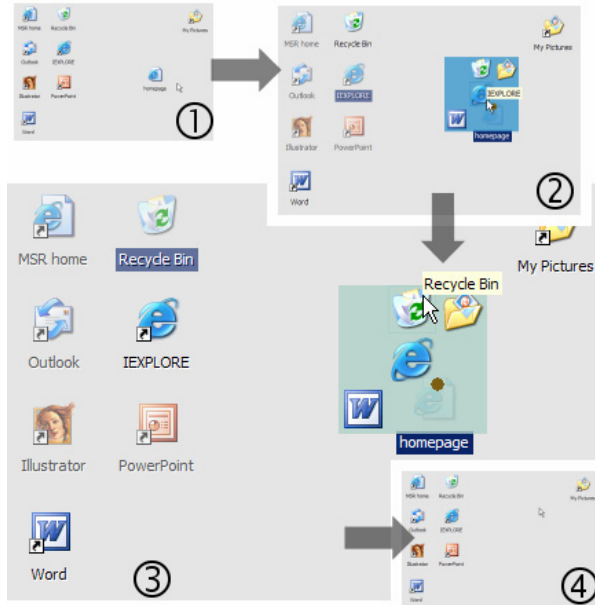 MSR home Recycle Bin My Pictures
Outlook IEXPLORE
homepage
Illustrator PowerPoint
Word
①
MSR home Recycle Bin My Pictures
Outlook IEXPLORE IEXPLORE
homepage
Illustrator PowerPoint
Word
②
MSR home Recycle Bin My Pictures
Recycle Bin
Outlook IEXPLORE
homepage
Illustrator PowerPoint
Word
③
MSR home Recycle Bin My Pictures
Outlook IEXPLORE
Illustrator PowerPoint
Word
④